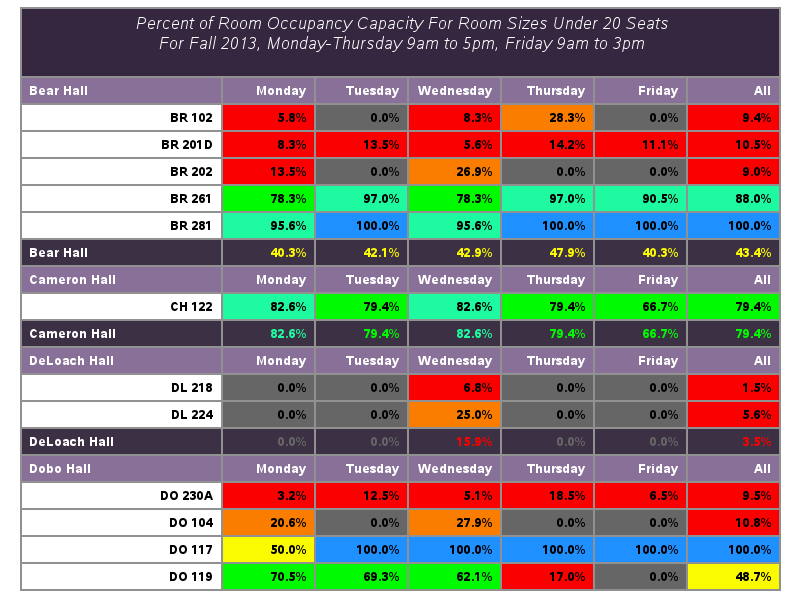 Percent of Room Occupancy Capacity For Room Sizes Under 20 Seats
For Fall 2013, Monday-Thursday 9am to 5pm, Friday 9am to 3pm
Bear Hall Monday Tuesday Wednesday Thursday Friday All
BR 102 5.8% 0.0% 8.3% 28.3% 0.0% 9.4%
BR 201D 8.3% 13.5% 5.6% 14.2% 11.1% 10.5%
BR 202 13.5% 0.0% 26.9% 0.0% 0.0% 9.0%
BR 261 78.3% 97.0% 78.3% 97.0% 90.5% 88.0%
BR 281 95.6% 100.0% 95.6% 100.0% 100.0% 100.0%
Bear Hall 40.3% 42.1% 42.9% 47.9% 40.3% 43.4%
Cameron Hall Monday Tuesday Wednesday Thursday Friday All
CH 122 82.6% 79.4% 82.6% 79.4% 66.7% 79.4%
Cameron Hall 82.6% 79.4% 82.6% 79.4% 66.7% 79.4%
DeLoach Hall Monday Tuesday Wednesday Thursday Friday All
DL 218 0.0% 0.0% 6.8% 0.0% 0.0% 1.5%
DL 224 0.0% 0.0% 25.0% 0.0% 0.0% 5.6%
DeLoach Hall 0.0% 0.0% 15.9% 0.0% 0.0% 3.5%
Dobo Hall Monday Tuesday Wednesday Thursday Friday All
DO 230A 3.2% 12.5% 5.1% 18.5% 6.5% 9.5%
DO 104 20.6% 0.0% 27.9% 0.0% 0.0% 10.8%
DO 117 50.0% 100.0% 100.0% 100.0% 100.0% 100.0%
DO 119 70.5% 69.3% 62.1% 17.0% 0.0% 48.7%